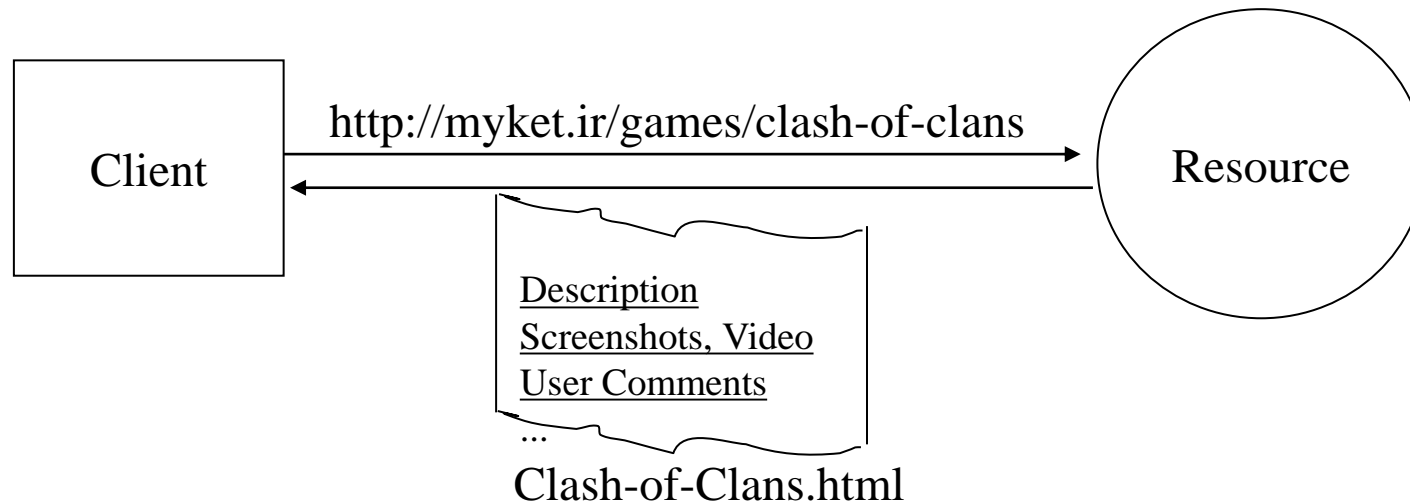 http://myket.ir/games/clash-of-clans
Client
Resource
Description
Screenshots, Video
User Comments
...
Clash-of-Clans.html